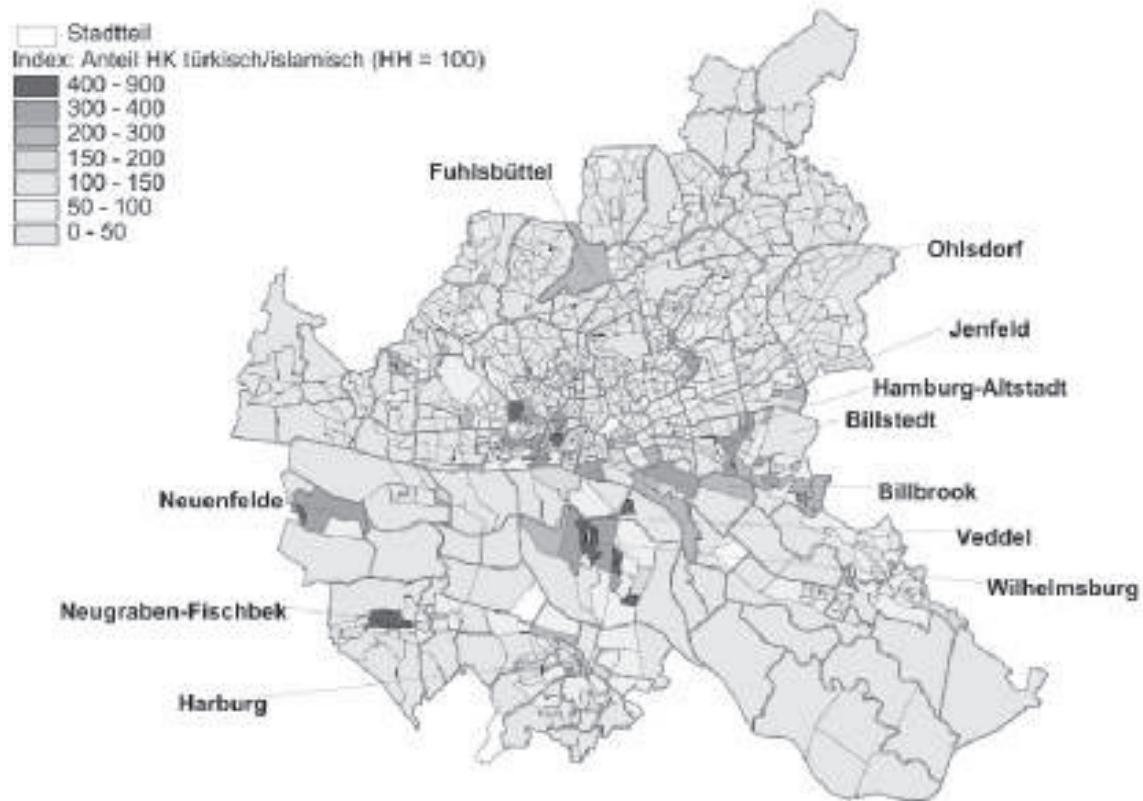 Stadtteil
Index: Anteil HK türkisch/islamisch (HH = 100)
400 - 900
300 - 400
200 - 300
150 - 200
100 - 150
50 - 100
0 - 50
Fuhlsbüttel
Ohlsdorf
Jenfeld
Hamburg-Altstadt
Billstedt
Neuenfelde
Billbrook
Veddel
Wilhelmsburg
Neugraben-Fischbek
Harburg